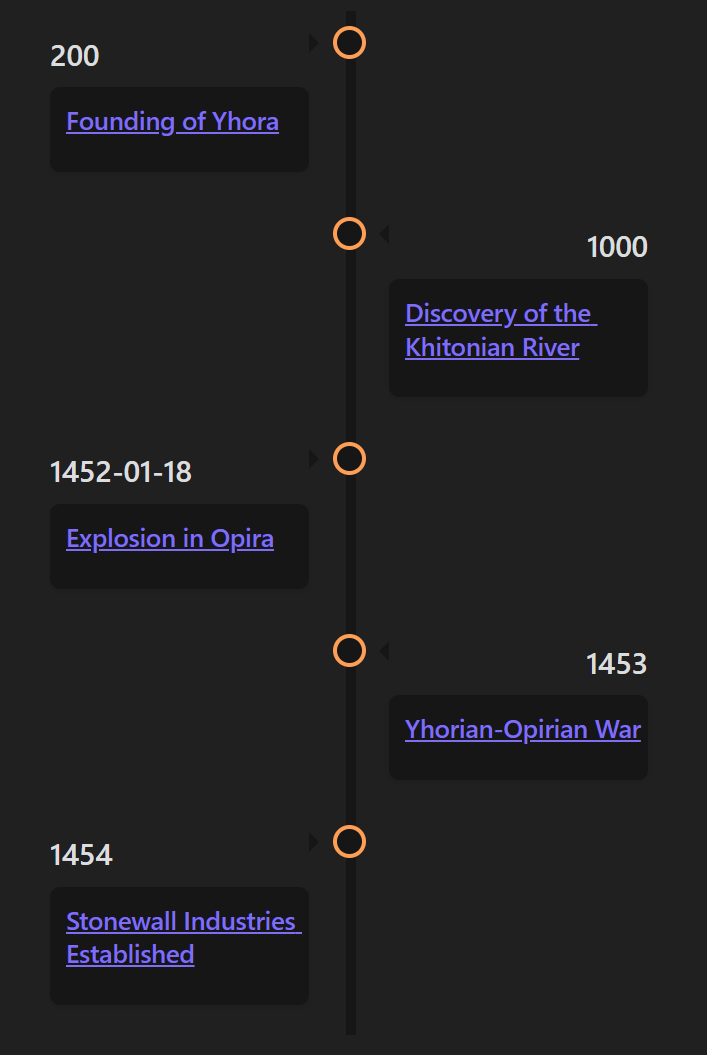 200
Founding of Yhora
1000
Discovery of the
Khitonian River
1452-01-18
Explosion in Opira
1453
Yhorian-Opirian War
1454
Stonewall Industries
Established